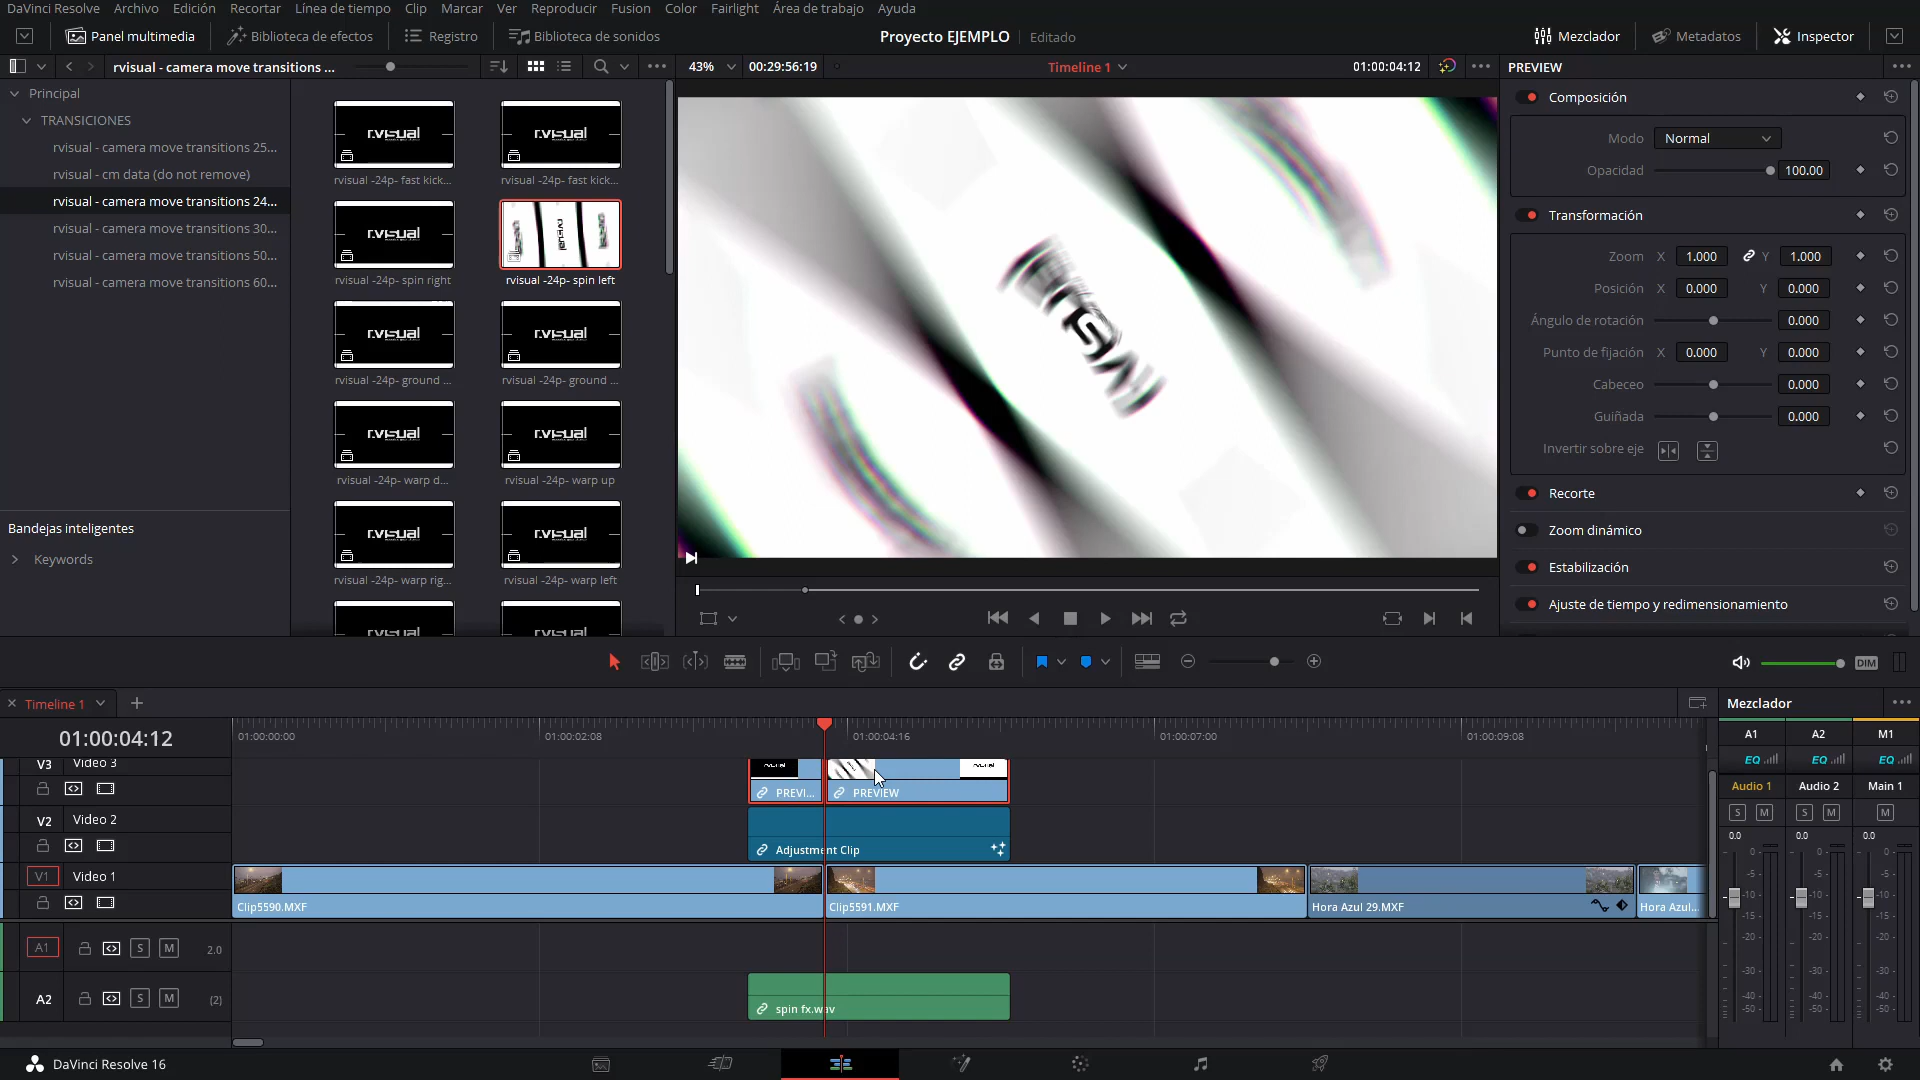 DaVinci Resolve Archivo Edición Recortar Línea de tiempo Clip Marcar Ver Reproducir Fusion Color Fairlight Área de trabajo Ayuda
Panel multimedia Biblioteca de efectos Registro Biblioteca de sonidos Proyecto EJEMPLO Editado Mezclador Metadatos Inspector
rvisual - camera move transitions ... 43% 00:29:56:19 Timeline 1 01:00:04:12 PREVIEW
Principal
TRANSICIONES
rvisual - camera move transitions 25...
rvisual - cm data (do not remove)
rvisual - camera move transitions 24...
rvisual - camera move transitions 30...
rvisual - camera move transitions 50...
rvisual - camera move transitions 60...
Bandejas inteligentes
Keywords
r.visual r.visual
rvisual -24p- fast kick... rvisual -24p- fast kick...
r.visual rvisual
rvisual -24p- spin right rvisual -24p- spin left
r.visual r.visual
rvisual -24p- ground ... rvisual -24p- ground ...
r.visual r.visual
rvisual -24p- warp d... rvisual -24p- warp up
r.visual r.visual
rvisual -24p- warp rig... rvisual -24p- warp left
Composición
Modo Normal
Opacidad 100.00
Transformación
Zoom X 1.000 Y 1.000
Posición X 0.000 Y 0.000
Ángulo de rotación 0.000
Punto de fijación X 0.000 Y 0.000
Cabeceo 0.000
Guiñada 0.000
Invertir sobre eje
Recorte
Zoom dinámico
Estabilización
Ajuste de tiempo y redimensionamiento
DIM
Timeline 1
Mezclador
01:00:04:12
01:00:00:00 01:00:02:08 01:00:04:16 01:00:07:00 01:00:09:08
V3 Video 3
PREVI... PREVIEW
V2 Video 2
Adjustment Clip
V1 Video 1
Clip5590.MXF Clip5591.MXF Hora Azul 29.MXF Hora Azul...
A1 S M 2.0
A2 S M (2)
spin fx.wav
A1 A2 M1
EQ EQ EQ
Audio 1 Audio 2 Main 1
S M S M M
0.0 0.0 0.0
0 0 0
-5 -5 -5
-10 -10 -10
-15 -15 -15
-20 -20 -20
-30 -30 -30
-40 -40 -40
-50 -50 -50
DaVinci Resolve 16